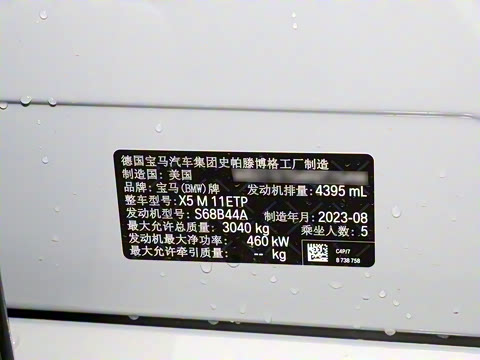 德国宝马汽车集团史帕滕博格工厂制造
制造国: 美国
品牌: 宝马(BMW)牌 发动机排量: 4395 mL
整车型号: X5 M 11ETP
发动机型号: S68B44A 制造年月: 2023-08
最大允许总质量: 3040 kg 乘坐人数: 5
发动机最大净功率: 460 kW
最大允许牵引质量: -- kg
C4P/7
8 738 758